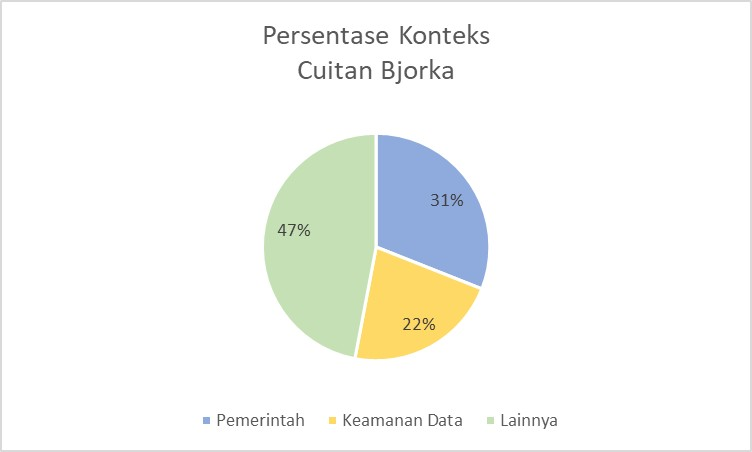 Persentase Konteks
Cuitan Bjorka
31%
47%
22%
Pemerintah Keamanan Data Lainnya